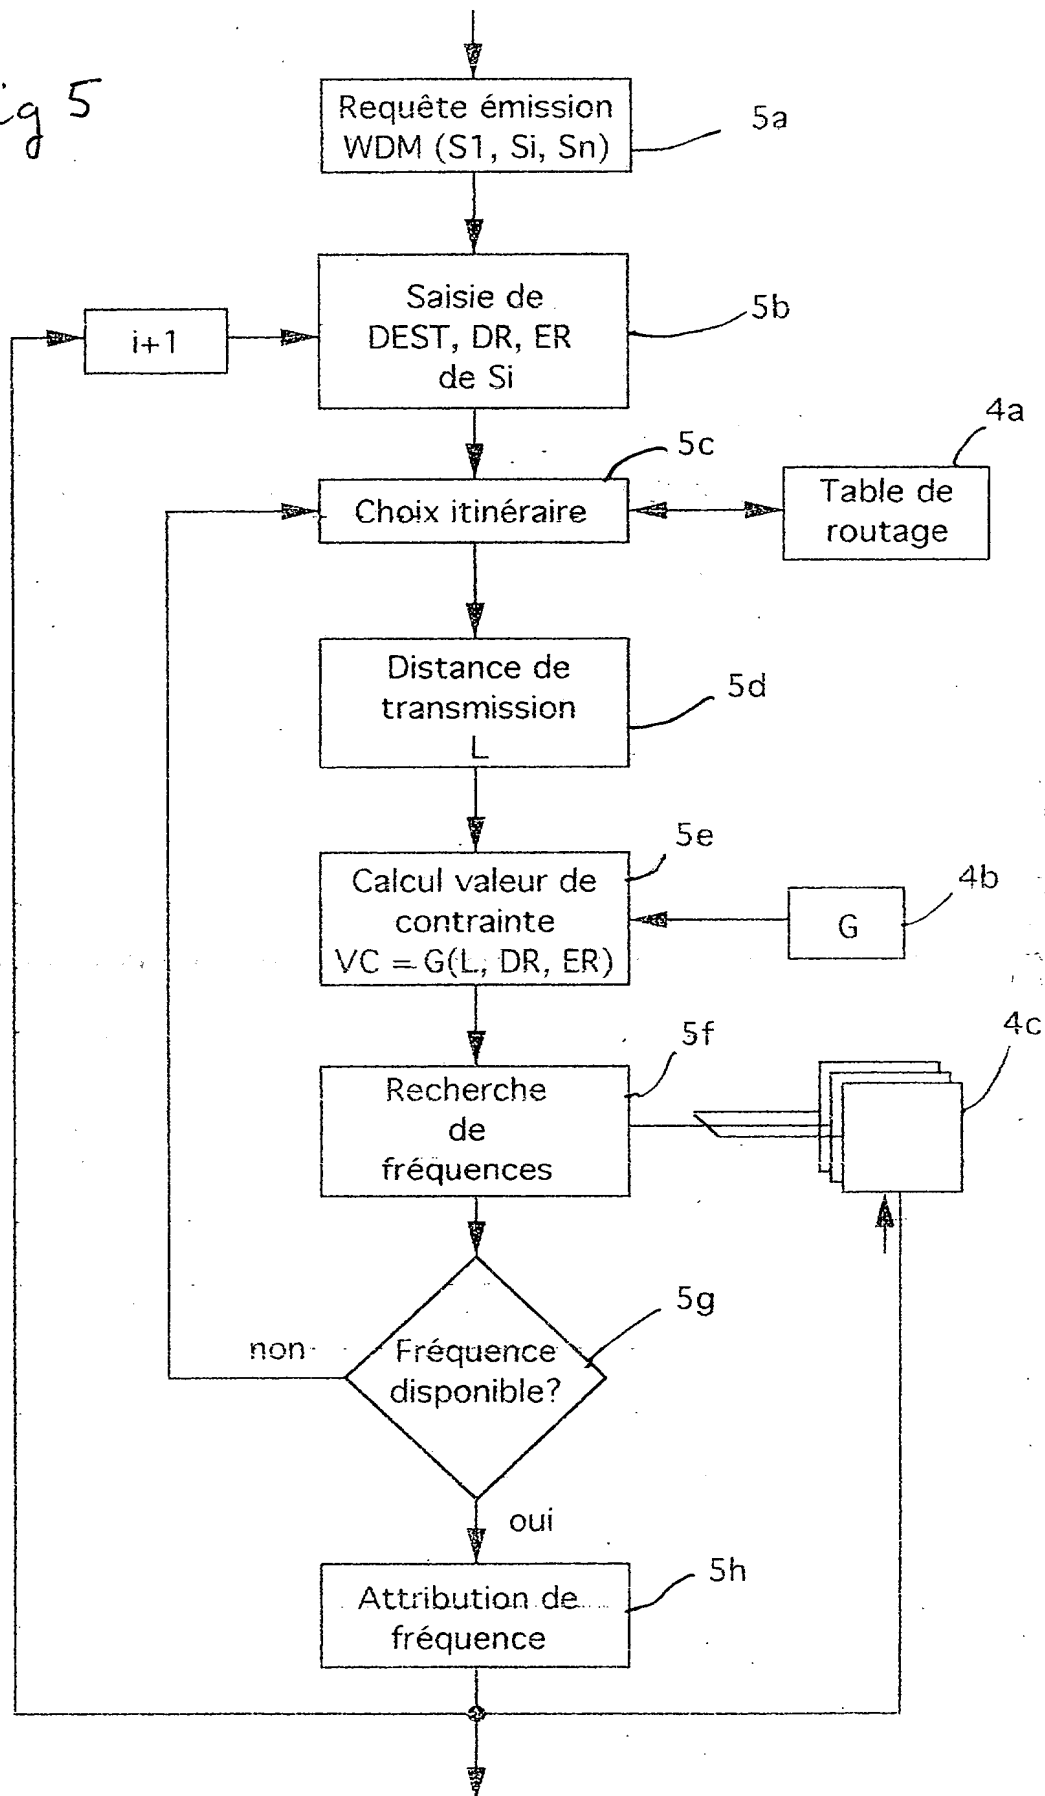 ig 5
Requête émission
WDM (S1, Si, Sn)
5a
Saisie de
DEST, DR, ER
de Si
5b
i+1
4a
5c
Choix itinéraire
Table de
routage
Distance de
transmission
L
5d
5e
Calcul valeur de
contrainte
VC = G(L, DR, ER)
4b
G
5f
4c
Recherche
de
fréquences
5g
non
Fréquence
disponible?
oui
5h
Attribution de
fréquence